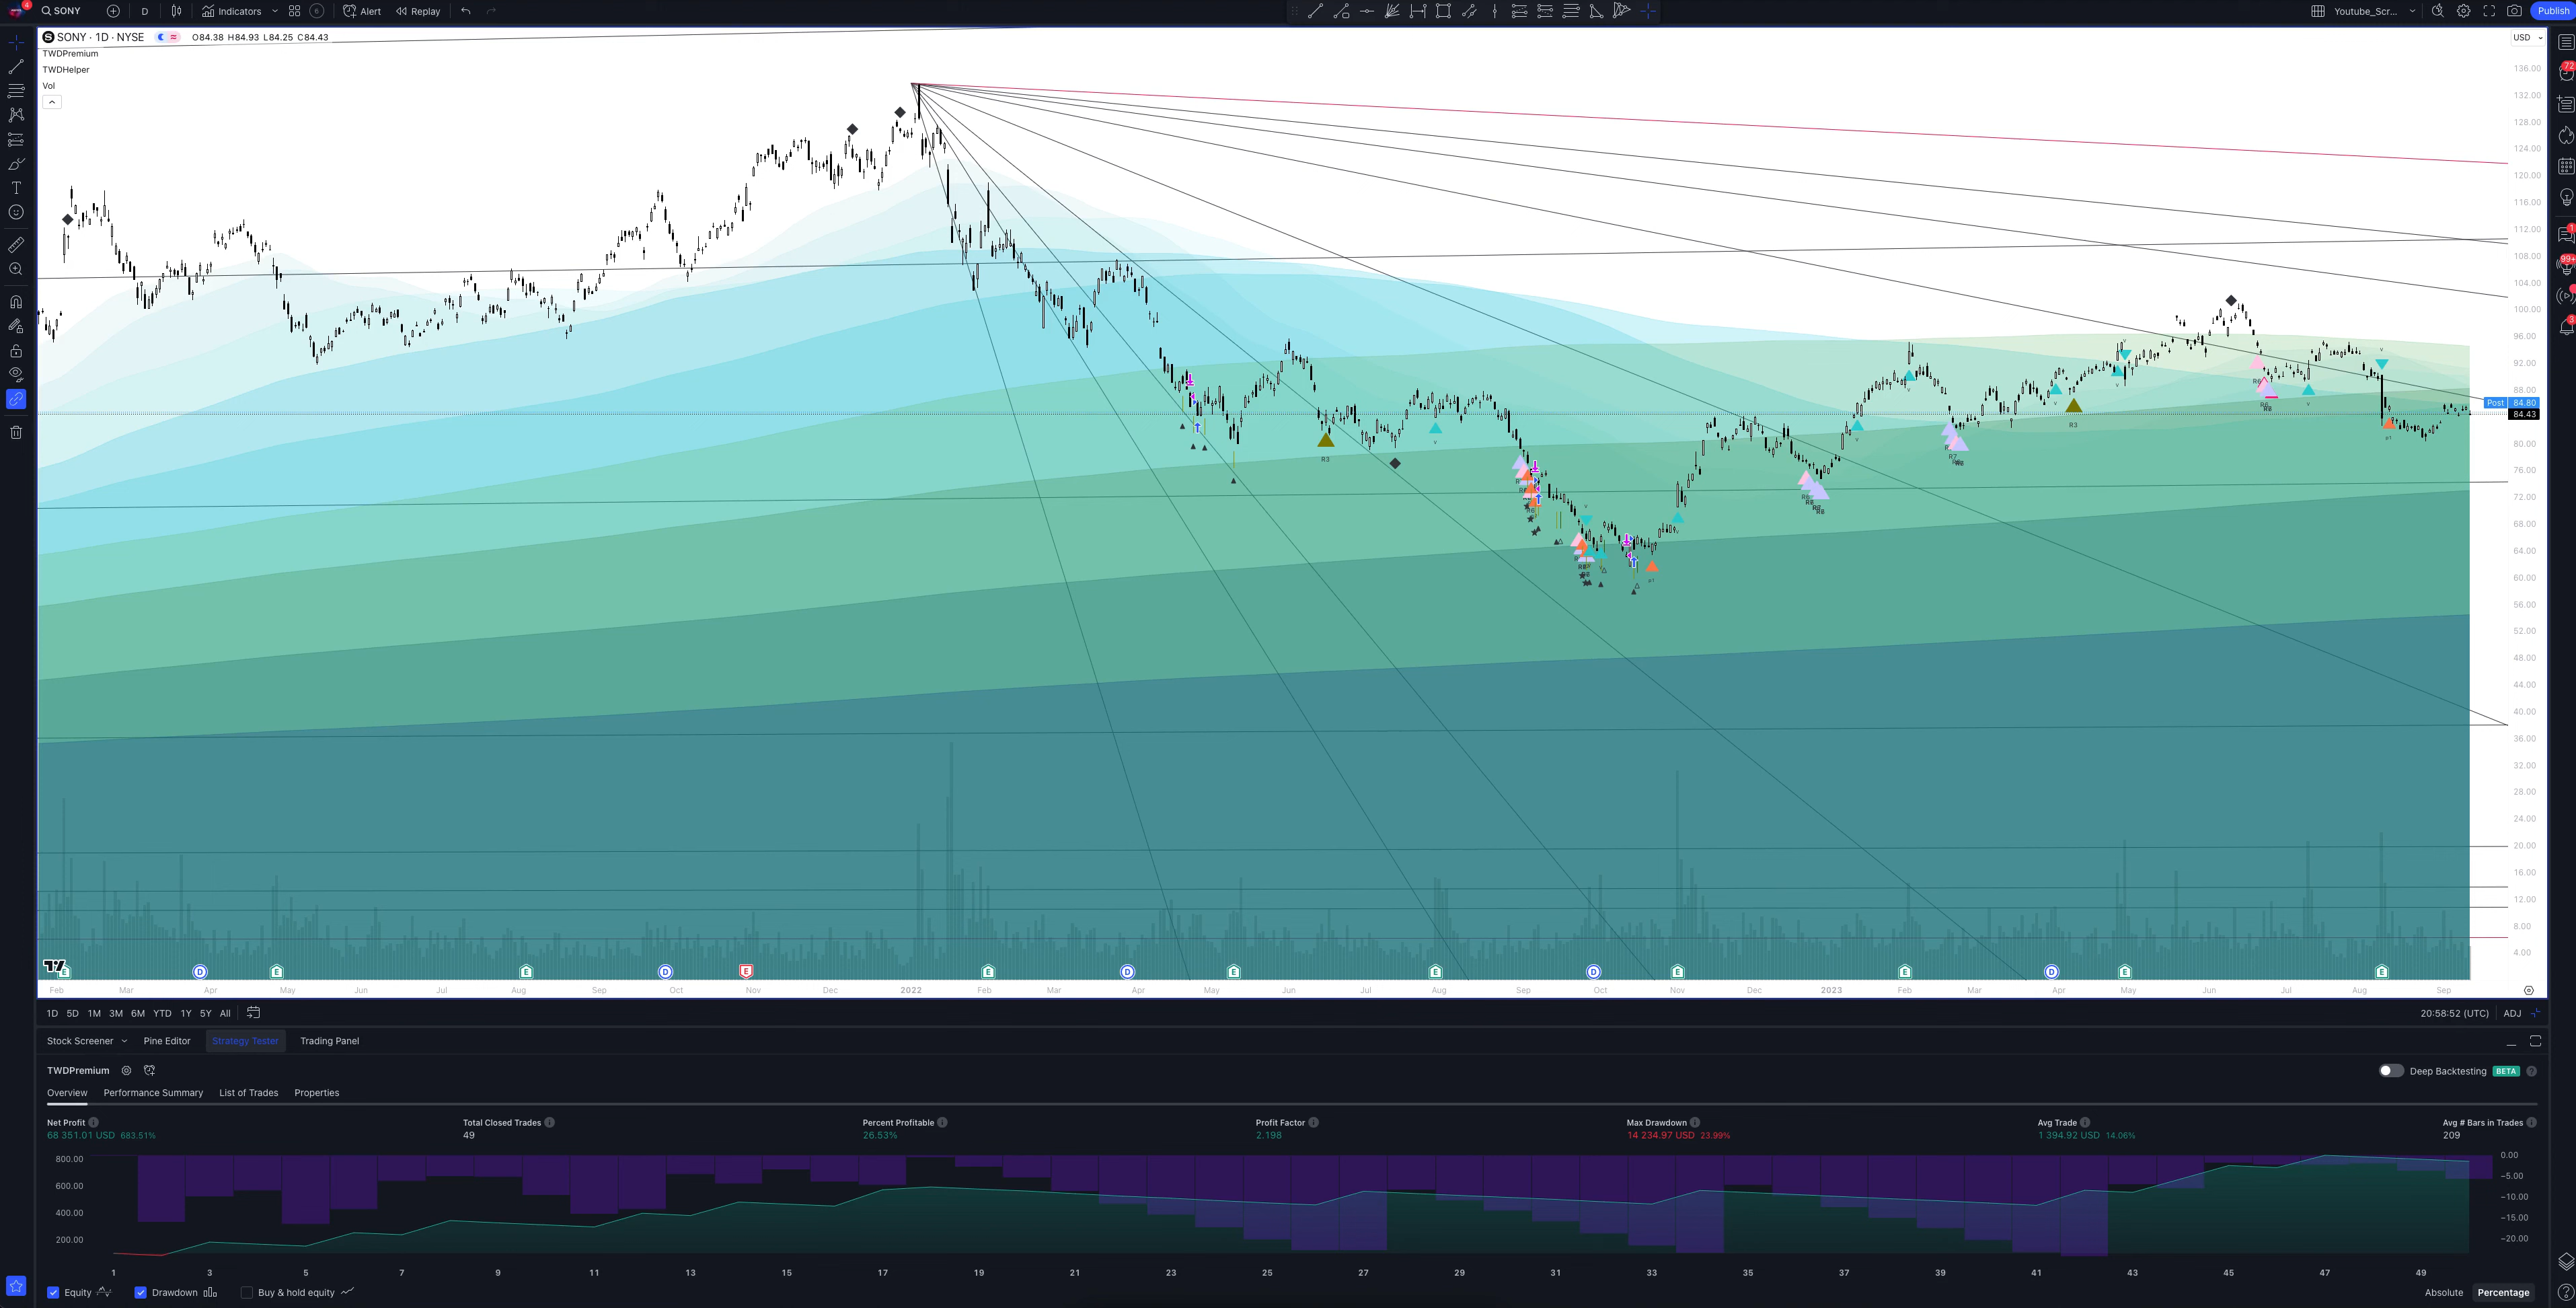 4 SONY D Indicators Alert Replay Youtube_Scr... Publish
SONY · 1D · NYSE O84.38 H84.93 L84.25 C84.43 USD
TWDPremium
TWDHelper
Vol
136.00
132.00
128.00
124.00
120.00
116.00
112.00
108.00
104.00
100.00
96.00
92.00
88.00
Post 84.80
84.43
80.00
76.00
72.00
68.00
64.00
60.00
56.00
52.00
48.00
44.00
40.00
36.00
32.00
28.00
24.00
20.00
16.00
12.00
8.00
4.00
72
1
99+
3
R3
R3
E D E E D E E D E E D E E D E E
Feb Mar Apr May Jun Jul Aug Sep Oct Nov Dec 2022 Feb Mar Apr May Jun Jul Aug Sep Oct Nov Dec 2023 Feb Mar Apr May Jun Jul Aug Sep
1D 5D 1M 3M 6M YTD 1Y 5Y All 20:58:52 (UTC) ADJ
Stock Screener Pine Editor Strategy Tester Trading Panel
TWDPremium Deep Backtesting BETA
Overview Performance Summary List of Trades Properties
Net Profit Total Closed Trades Percent Profitable Profit Factor Max Drawdown Avg Trade Avg # Bars in Trades
68 351.01 USD 683.51% 49 26.53% 2.198 14 234.97 USD 23.99% 1 394.92 USD 14.06% 209
800.00 0.00
−5.00
600.00
−10.00
400.00
−15.00
200.00 −20.00
1 3 5 7 9 11 13 15 17 19 21 23 25 27 29 31 33 35 37 39 41 43 45 47 49
Equity Drawdown Buy & hold equity Absolute Percentage